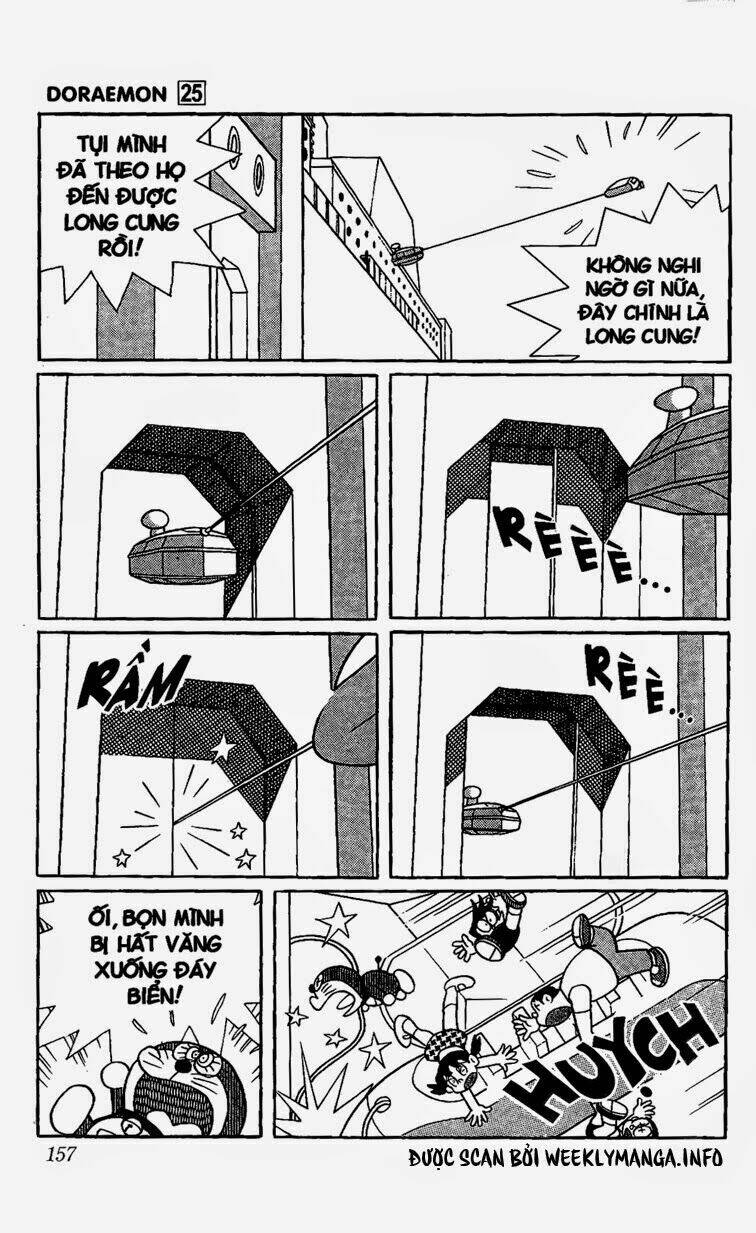 DORAEMON 25
TỤI MÌNH
ĐÃ THEO HỌ
ĐẾN ĐƯỢC
LONG CUNG
RỒI!
KHÔNG NGHI
NGỜ GÌ NỮA,
ĐÂY CHÍNH LÀ
LONG CUNG!
RÈÈÈ...
RẦM
RÈÈ...
ỐI, BỌN MÌNH
BỊ HẤT VĂNG
XUỐNG ĐÁY
BIỂN!
HUỴCH
157
ĐƯỢC SCAN BỞI WEEKLYMANGA.INFO